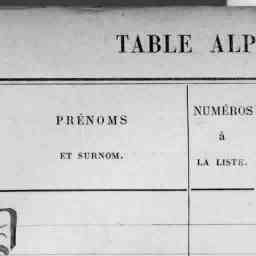 TABLE ALP
PRÉNOMS
ET SURNOM.
NUMÉROS
à
LA LISTE.